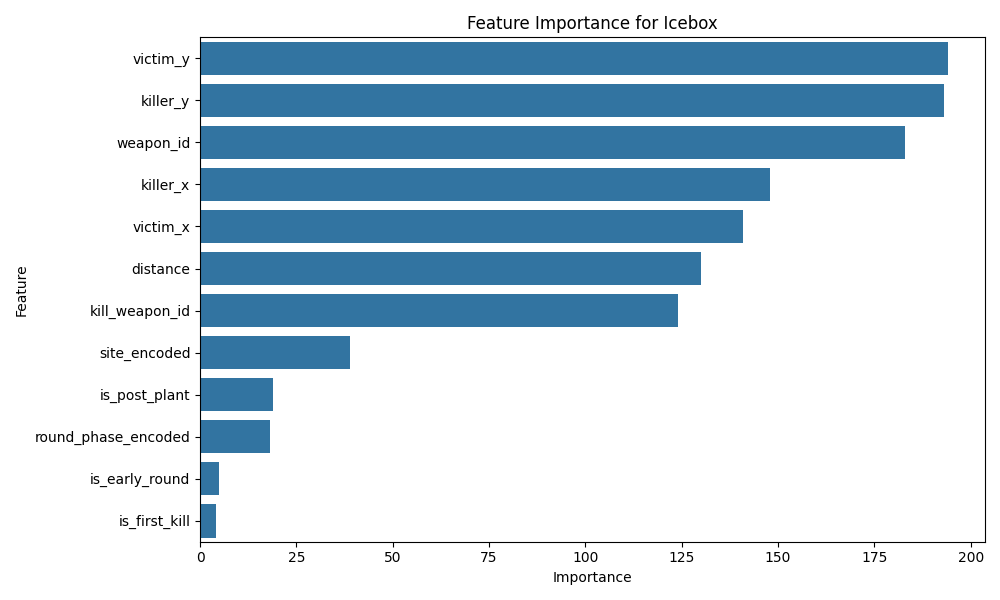 Feature Importance for Icebox
victim_y
killer_y
weapon_id
killer_x
victim_x
distance
kill_weapon_id
site_encoded
is_post_plant
round_phase_encoded
is_early_round
is_first_kill
Feature
0 25 50 75 100 125 150 175 200
Importance